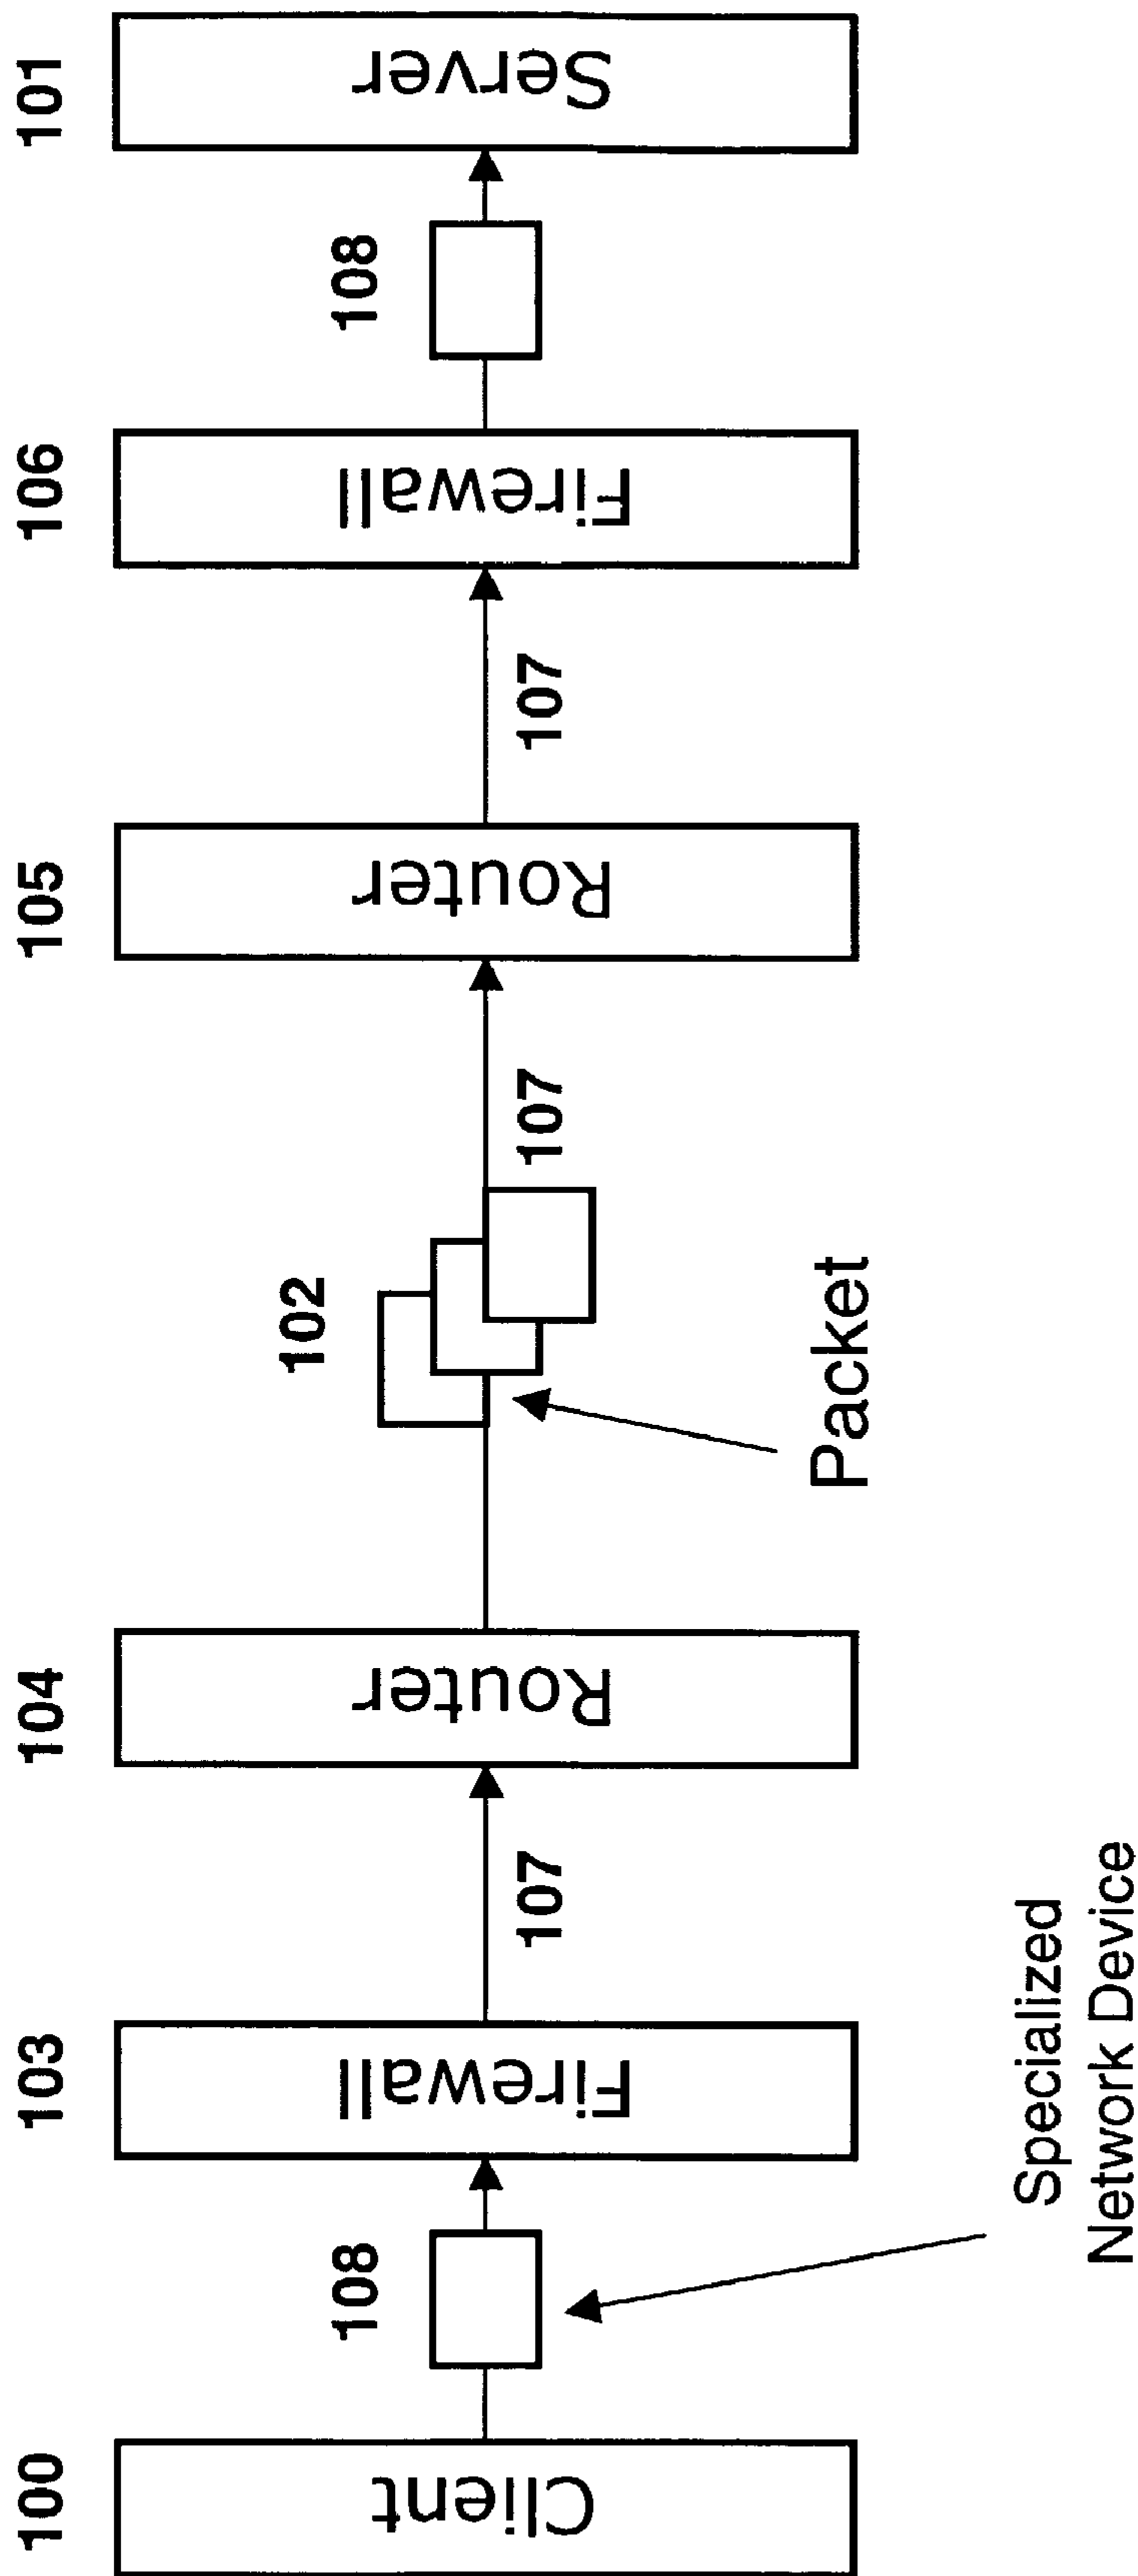 100
Client
108
Specialized
Network Device
103
Firewall
107
104
Router
102
Packet
107
105
Router
107
106
Firewall
108
101
Server